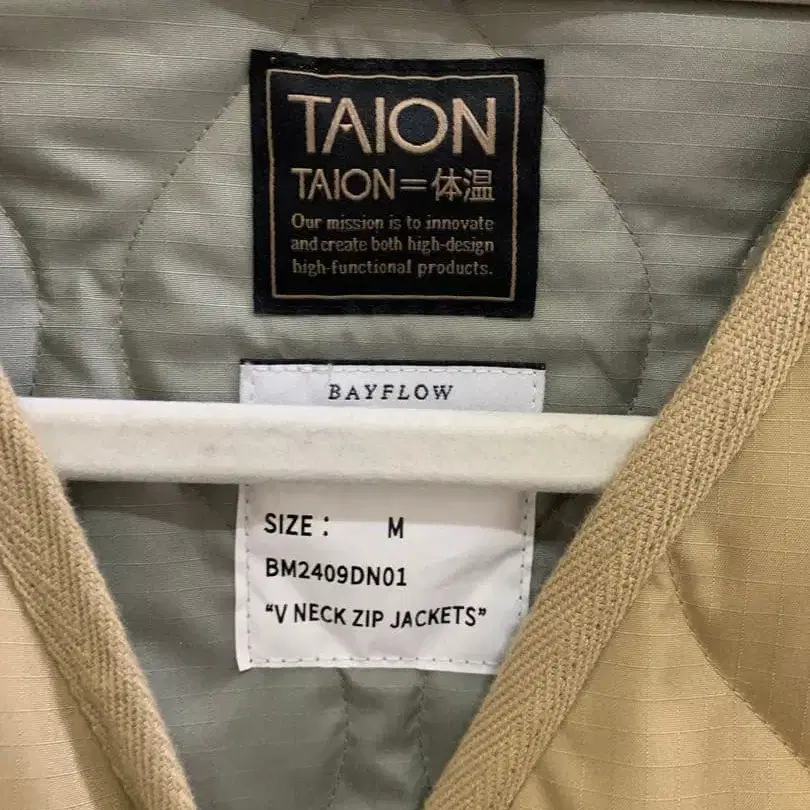 TAION
TAION=体温
Our mission is to innovate
and create both high-design
high-functional products.
BAYFLOW
SIZE： M
BM2409DN01
“V NECK ZIP JACKETS”